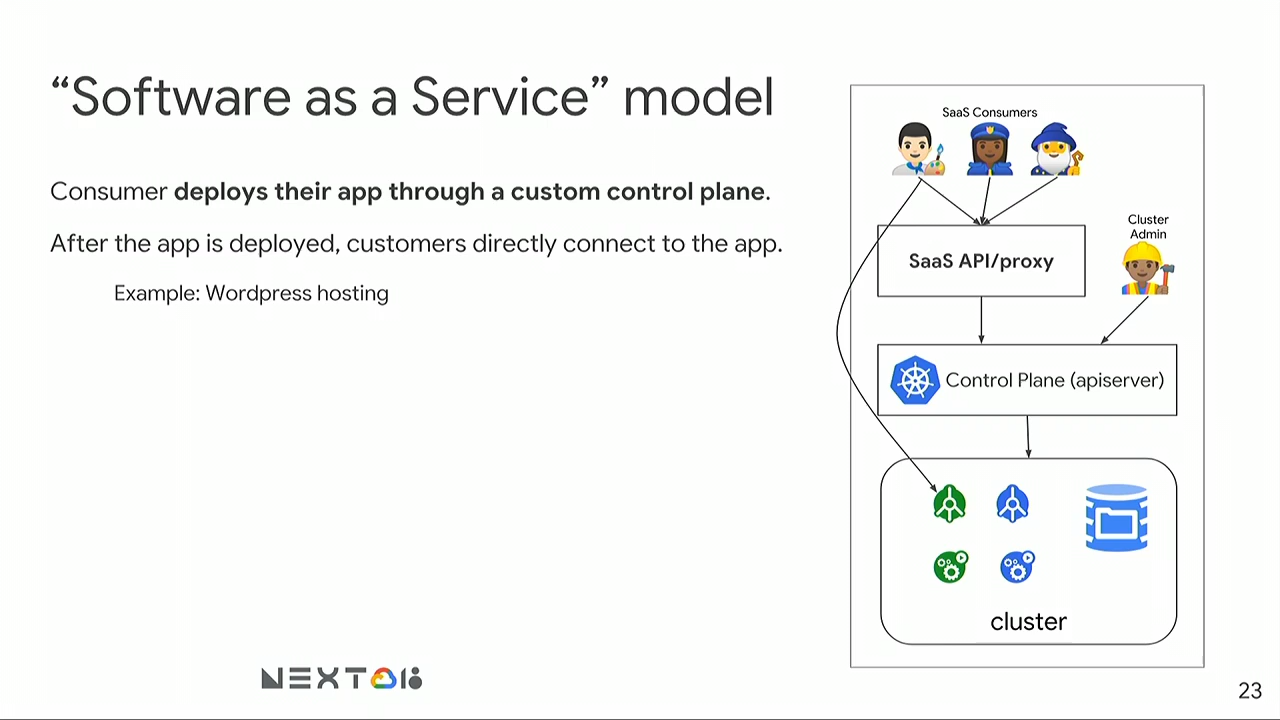 “Software as a Service” model
Consumer deploys their app through a custom control plane.
After the app is deployed, customers directly connect to the app.
Example: Wordpress hosting
SaaS Consumers
Cluster
Admin
SaaS API/proxy
Control Plane (apiserver)
cluster
NEXT 18
23